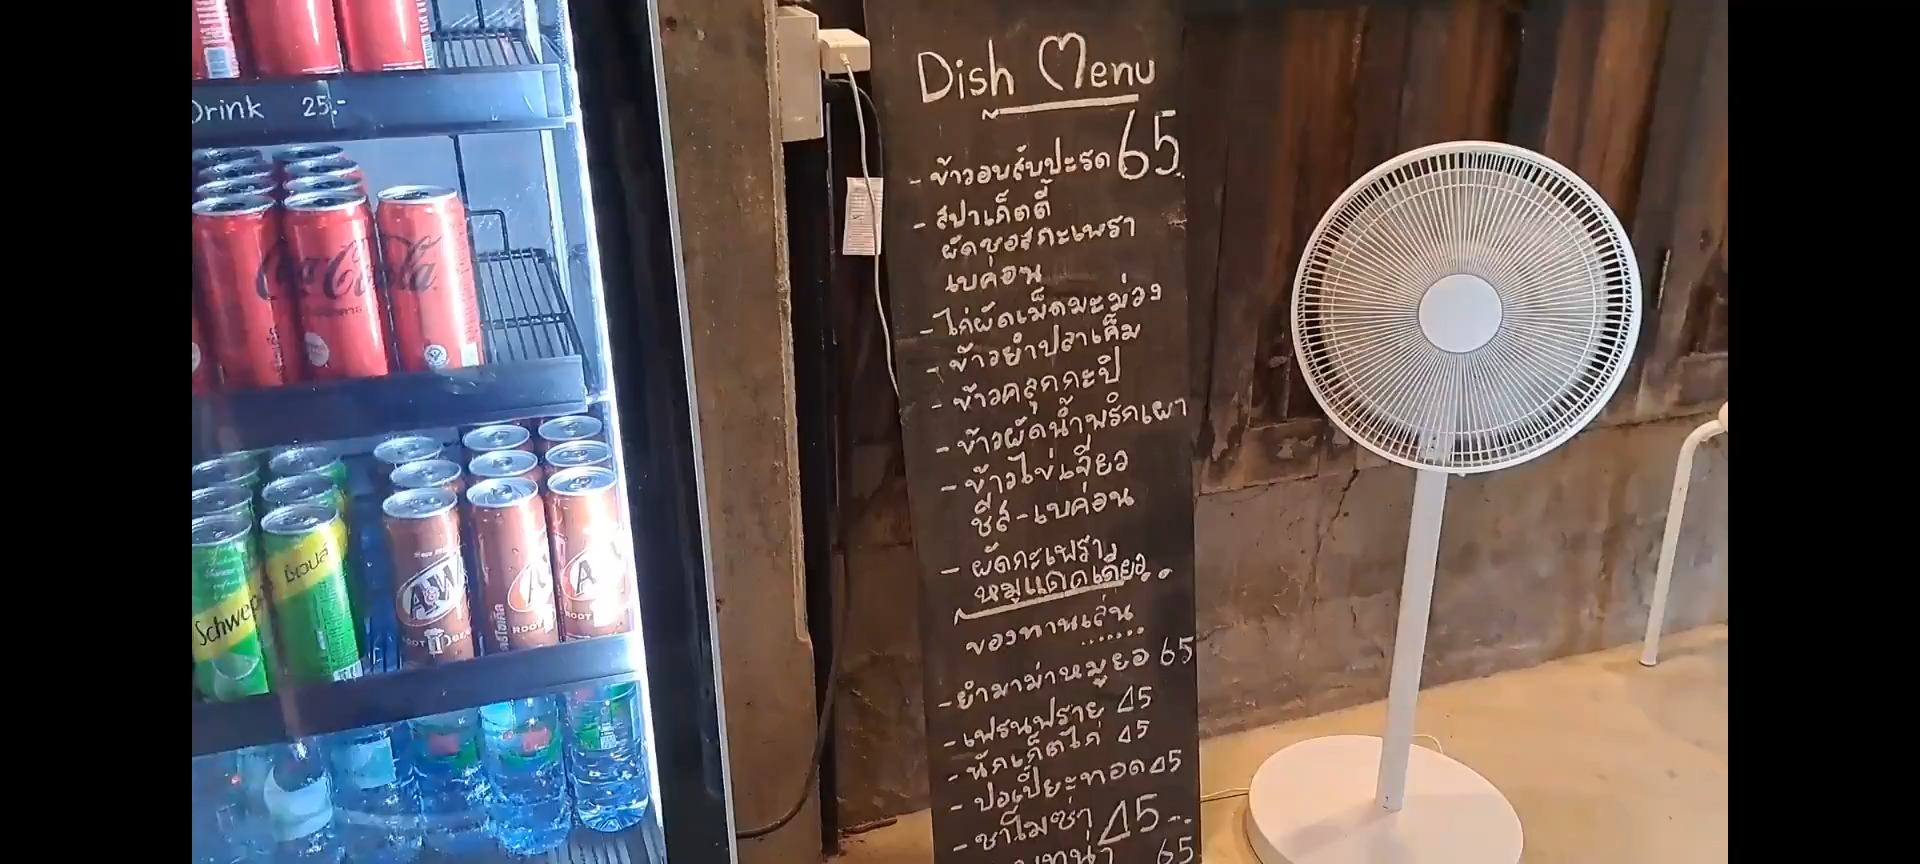 Drink 25.-
Coca-Cola
Schwepp
ชเวปส์
A&W
ROOT
A
ROOT
A
ROOT
Dish Menu
- ข้าวอบสับปะรด 65.-
- สปาเก็ตตี้
ผัดซอสกะเพรา
เบค่อน
- ไก่ผัดเม็ดมะม่วง
- ข้าวยำปลาเค็ม
- ข้าวคลุกกะปิ
- ข้าวผัดน้ำพริกเผา
- ข้าวไข่เจียว
ชีส-เบค่อน
- ผัดกะเพรา
หมูแดดเดียว
ของทานเล่น
- ยำมาม่าหมูยอ 65
- เฟรนฟราย 45
- นักเก็ตไก่ 45
- ปอเปี๊ยะทอด 45
- ซาโมซ่า 45.-
65